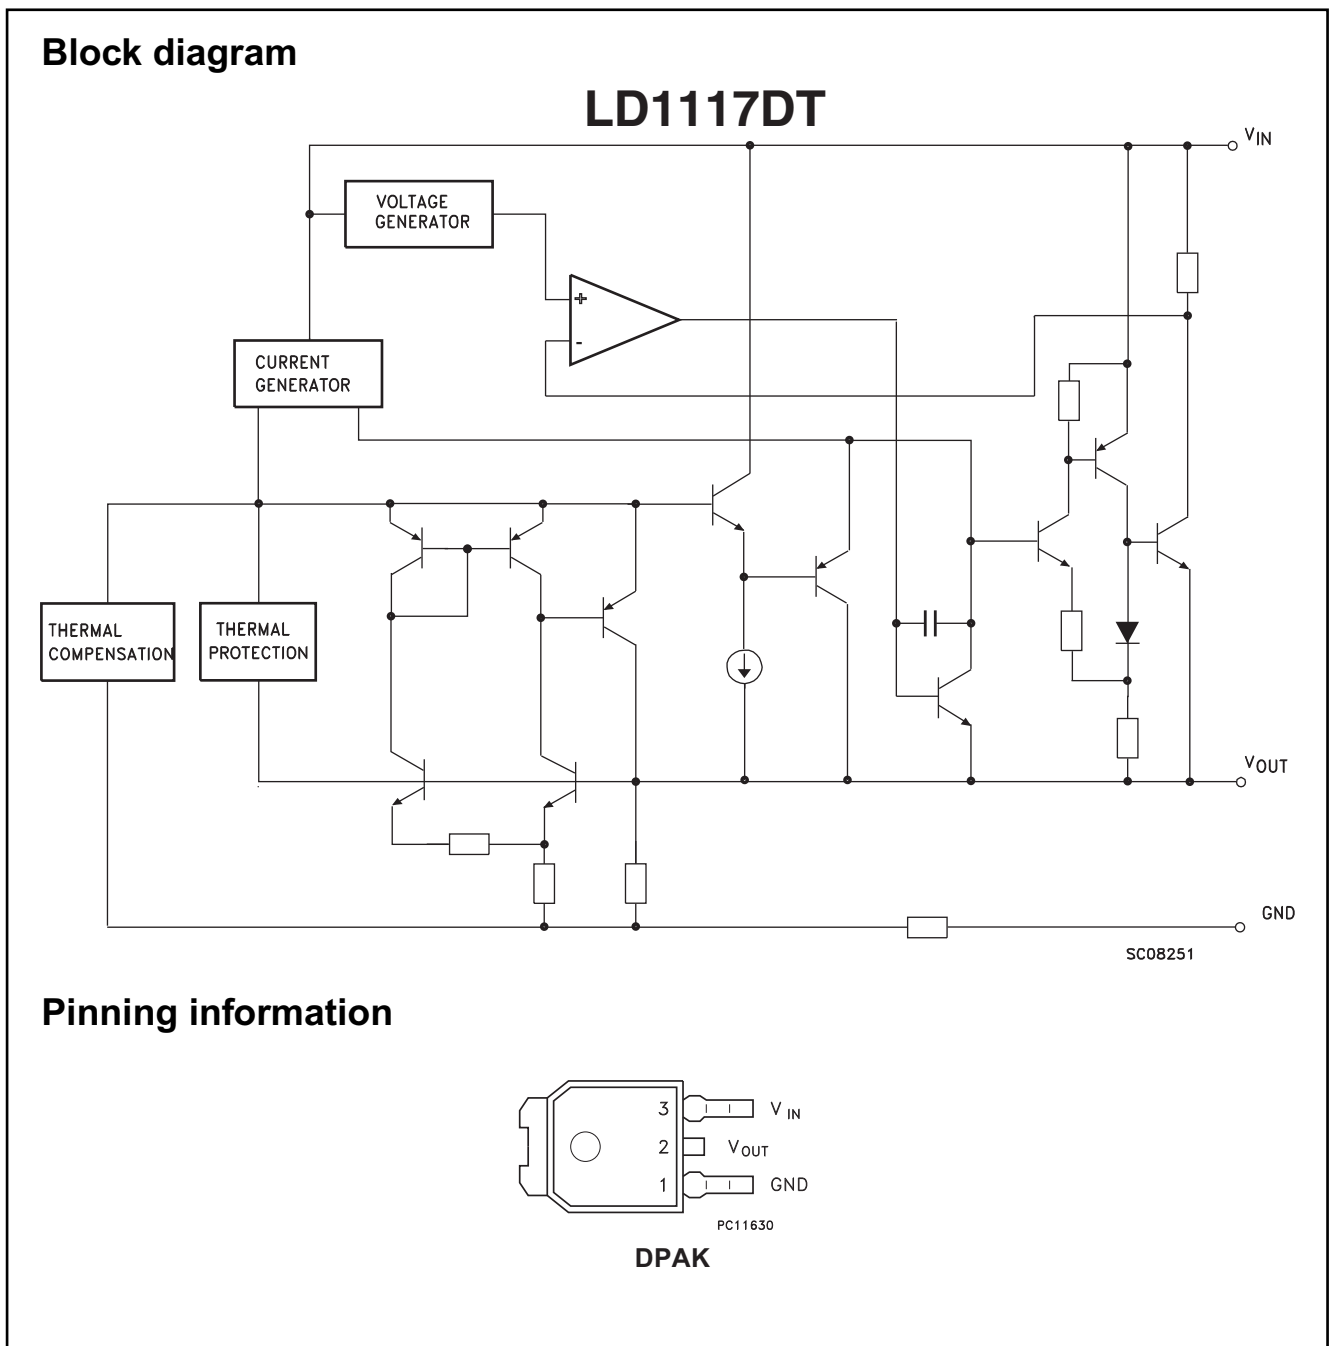 Block diagram
LD1117DT
VIN
VOLTAGE
GENERATOR
+
-
CURRENT
GENERATOR
THERMAL
COMPENSATION
THERMAL
PROTECTION
VOUT
GND
SC08251
Pinning information
3 VIN
2 VOUT
1 GND
PC11630
DPAK